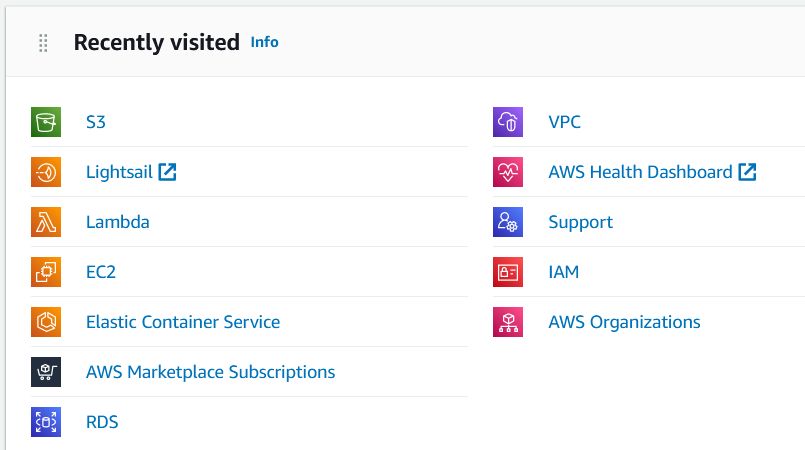 Recently visited Info
S3
Lightsail
Lambda
EC2
Elastic Container Service
AWS Marketplace Subscriptions
RDS
VPC
AWS Health Dashboard
Support
IAM
AWS Organizations